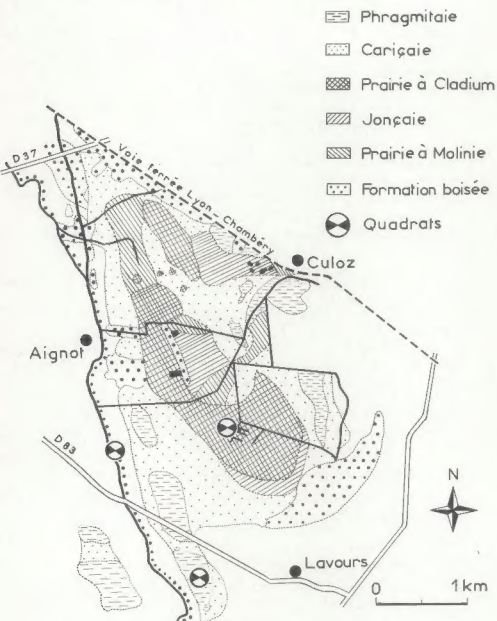 Phragmitaie
Cariçaie
Prairie à Cladium
Jonçaie
Prairie à Molinie
Formation boisée
Quadrats
D37
Voie ferrée Lyon - Chambéry
Culoz
Aignot
D83
N
Lavours
0 1km